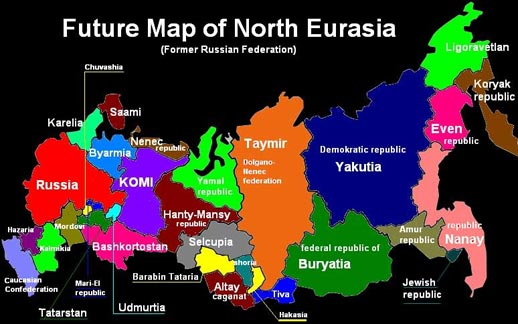 Future Map of North Eurasia
(Former Russian Federation)
Chuvashia
Ligoravetlan
Koryak
republic
Saami
Karelia
Nenec
republic
Byarmia
Taymir
Dolgano-
Nenec
federation
Even
republic
Demokratic republic
Yakutia
Russia
KOMI
Yamal
republic
Hanty-Mansy
republic
Mordovi
Hazaria
Kalmikia
Bashkortostan
Selcupia
shoria
federal republic of
Buryatia
Amur
republic
republic
Nanay
Caucasian
Confederation
Mari-El
republic
Barabin Tataria
Altay
caganat
Tiva
Jewish
republic
Tatarstan
Udmurtia
Hakasia